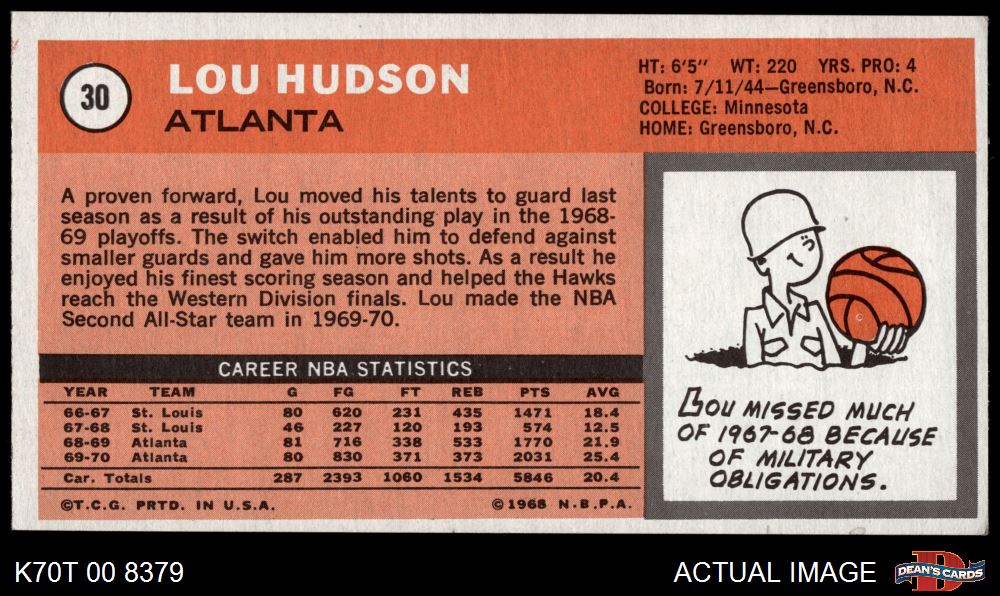 30
LOU HUDSON
ATLANTA
HT: 6'5" WT: 220 YRS. PRO: 4
Born: 7/11/44—Greensboro, N.C.
COLLEGE: Minnesota
HOME: Greensboro, N.C.
A proven forward, Lou moved his talents to guard last
season as a result of his outstanding play in the 1968-
69 playoffs. The switch enabled him to defend against
smaller guards and gave him more shots. As a result he
enjoyed his finest scoring season and helped the Hawks
reach the Western Division finals. Lou made the NBA
Second All-Star team in 1969-70.
CAREER NBA STATISTICS
YEAR TEAM G FG FT REB PTS AVG
66-67 St. Louis 80 620 231 435 1471 18.4
67-68 St. Louis 46 227 120 193 574 12.5
68-69 Atlanta 81 716 338 533 1770 21.9
69-70 Atlanta 80 830 371 373 2031 25.4
Car. Totals 287 2393 1060 1534 5846 20.4
©T.C.G. PRTD. IN U.S.A. ©1968 N.B.P.A.
LOU MISSED MUCH
OF 1967-68 BECAUSE
OF MILITARY
OBLIGATIONS.
K70T 00 8379
ACTUAL IMAGE
D
DEAN'S CARDS